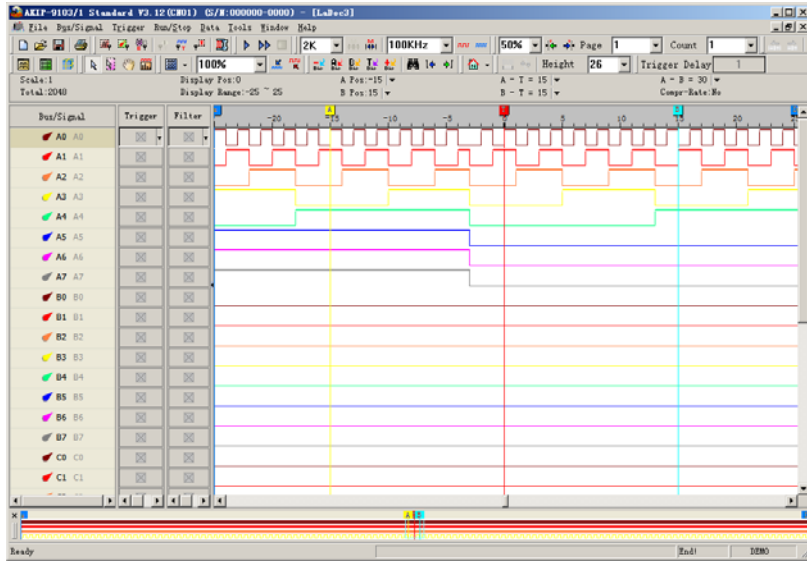 AKIP-9103/1 Standard V3.12(CN01) (S/N:000000-0000) - [LaDoc3]
File Bus/Signal Trigger Run/Stop Data Tools Window Help
2K 100KHz 50% Page 1 Count 1
100% Height 26 Trigger Delay 1
Scale:1 Display Pos:0 A Pos:-15 A - T = 15 A - B = 30
Total:2048 Display Range:-25 ~ 25 B Pos:15 B - T = 15 Compr-Rate:No
Bus/Signal Trigger Filter -20 A -10 -5 T 0 5 10 B 15 20
A0 A0
A1 A1
A2 A2
A3 A3
A4 A4
A5 A5
A6 A6
A7 A7
B0 B0
B1 B1
B2 B2
B3 B3
B4 B4
B5 B5
B6 B6
B7 B7
C0 C0
C1 C1
A B
Ready End! DEMO